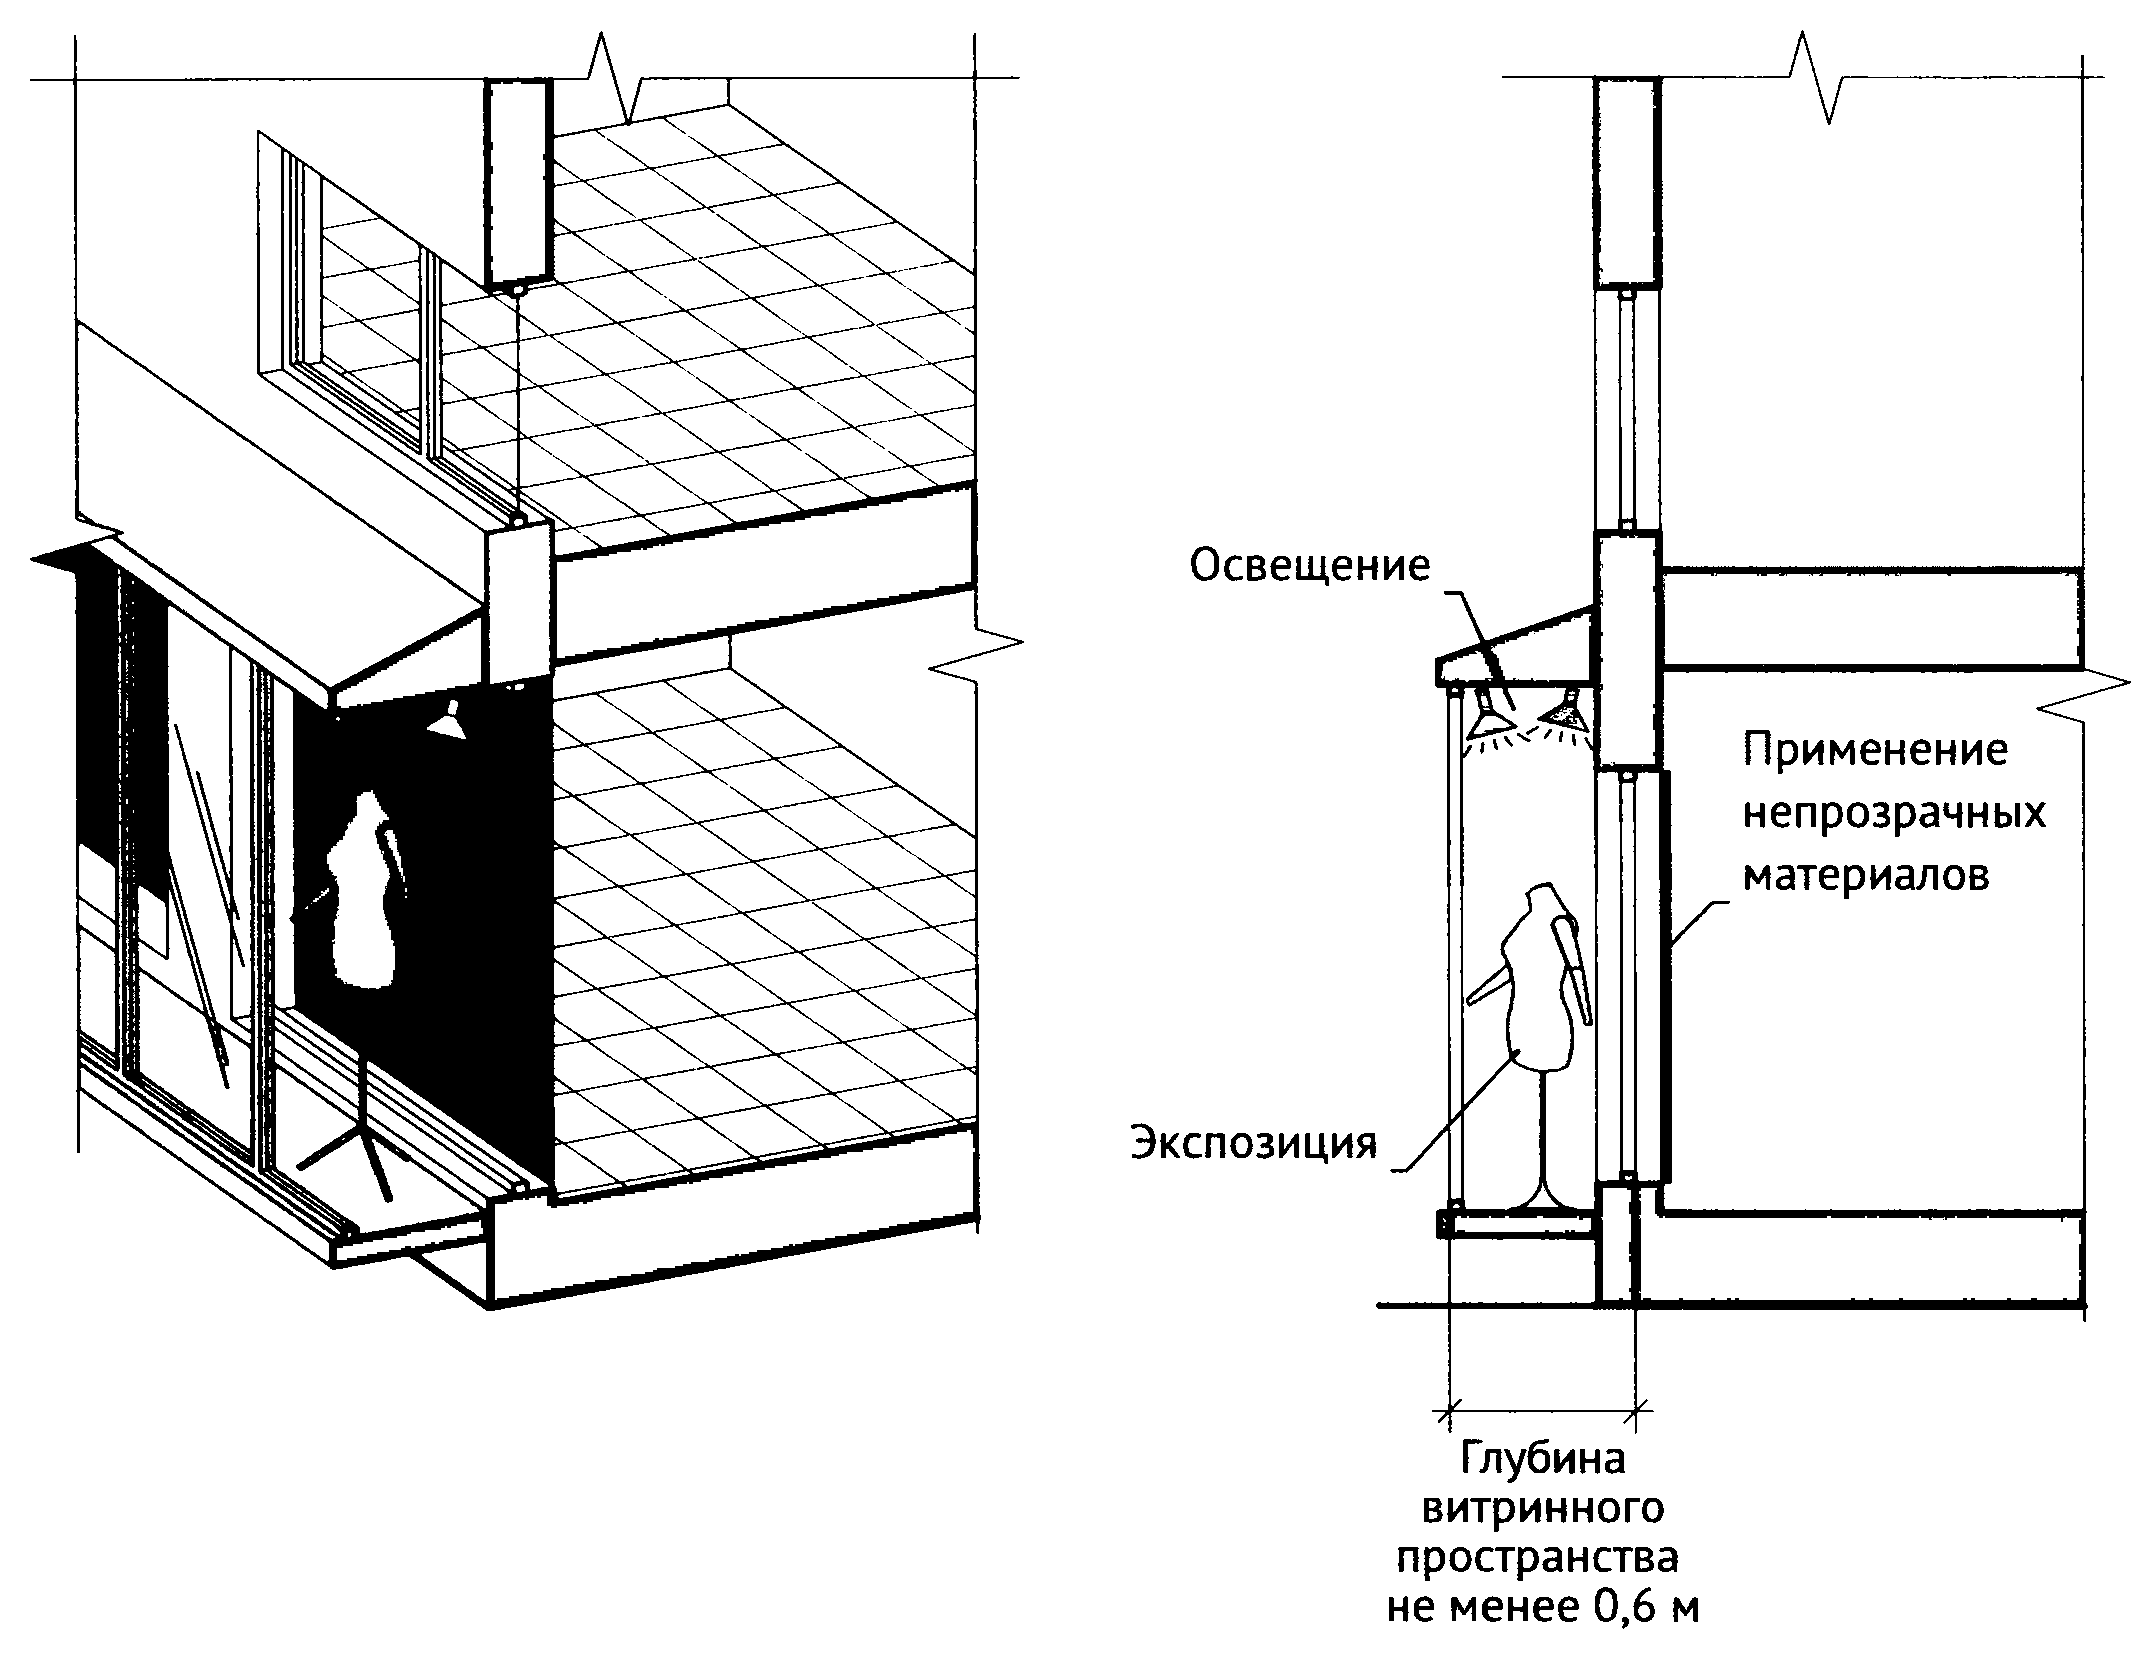 Освещение
Применение
непрозрачных
материалов
Экспозиция
Глубина
витринного
пространства
не менее 0,6 м